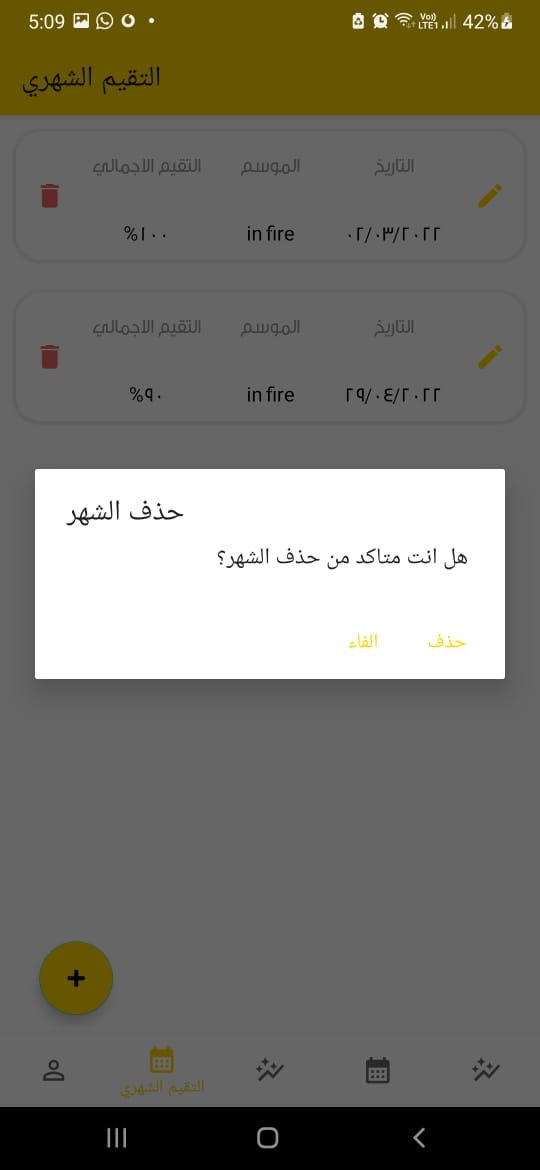 5:09
Vo) LTE1 42%
التقيم الشهري
التاريخ الموسم التقيم الاجمالي
٠٢/٠٣/٢٠٢٢ in fire %١٠٠
التاريخ الموسم التقيم الاجمالي
٢٩/٠٤/٢٠٢٢ in fire %٩٠
حذف الشهر
هل انت متاكد من حذف الشهر؟
حذف الفاء
التقيم الشهري